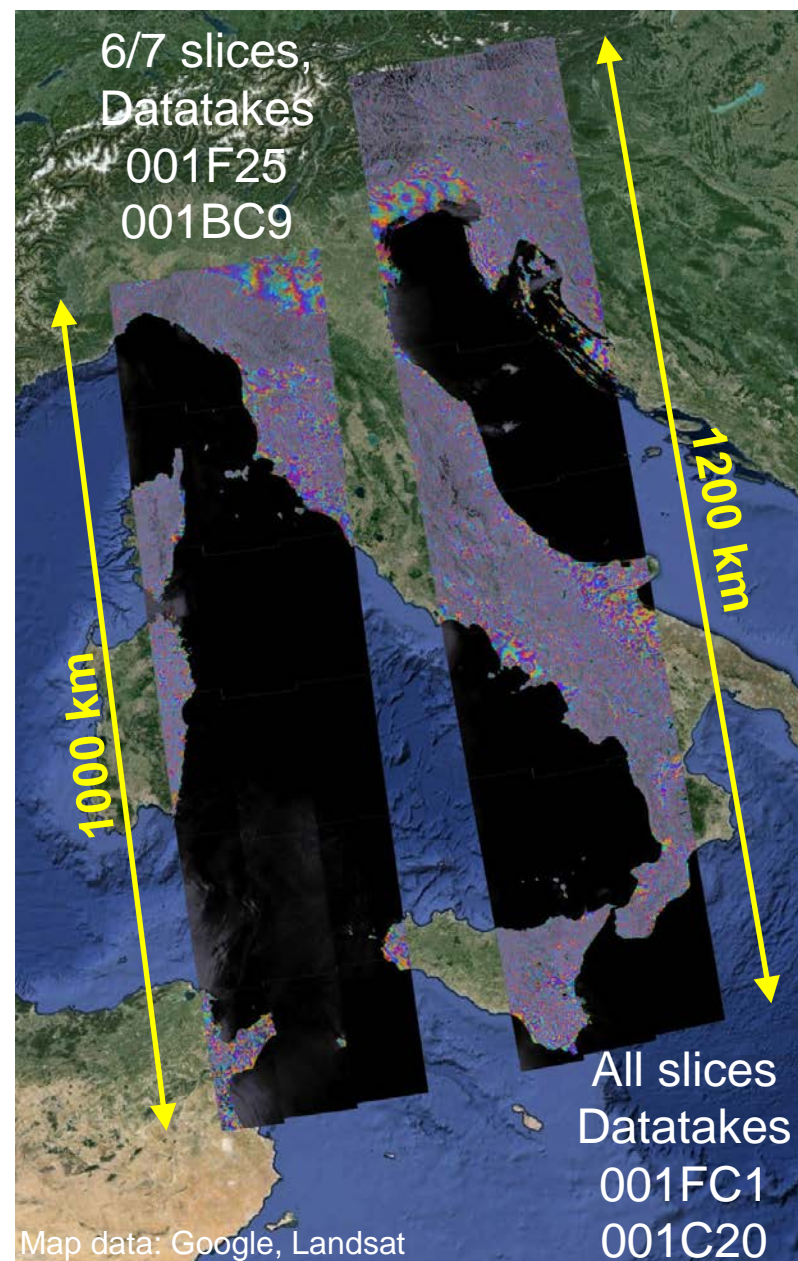 6/7 slices,
Datatakes
001F25
001BC9
1200 km
1000 km
All slices
Datatakes
001FC1
001C20
Map data: Google, Landsat